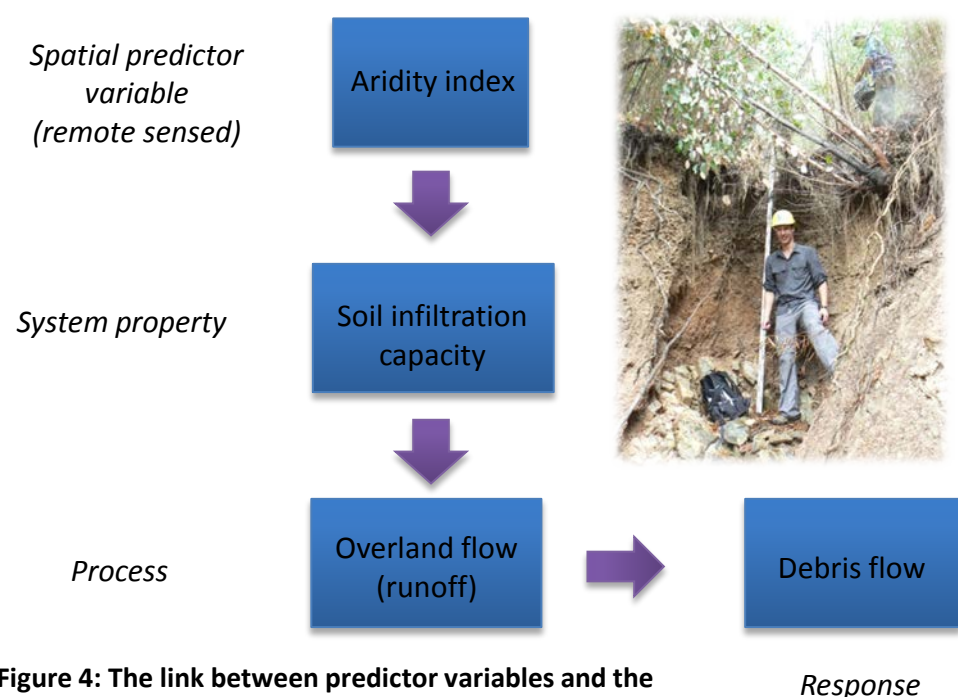 Spatial predictor
variable
(remote sensed)
Aridity index
System property
Soil infiltration
capacity
Process
Overland flow
(runoff)
Debris flow
Figure 4: The link between predictor variables and the
Response